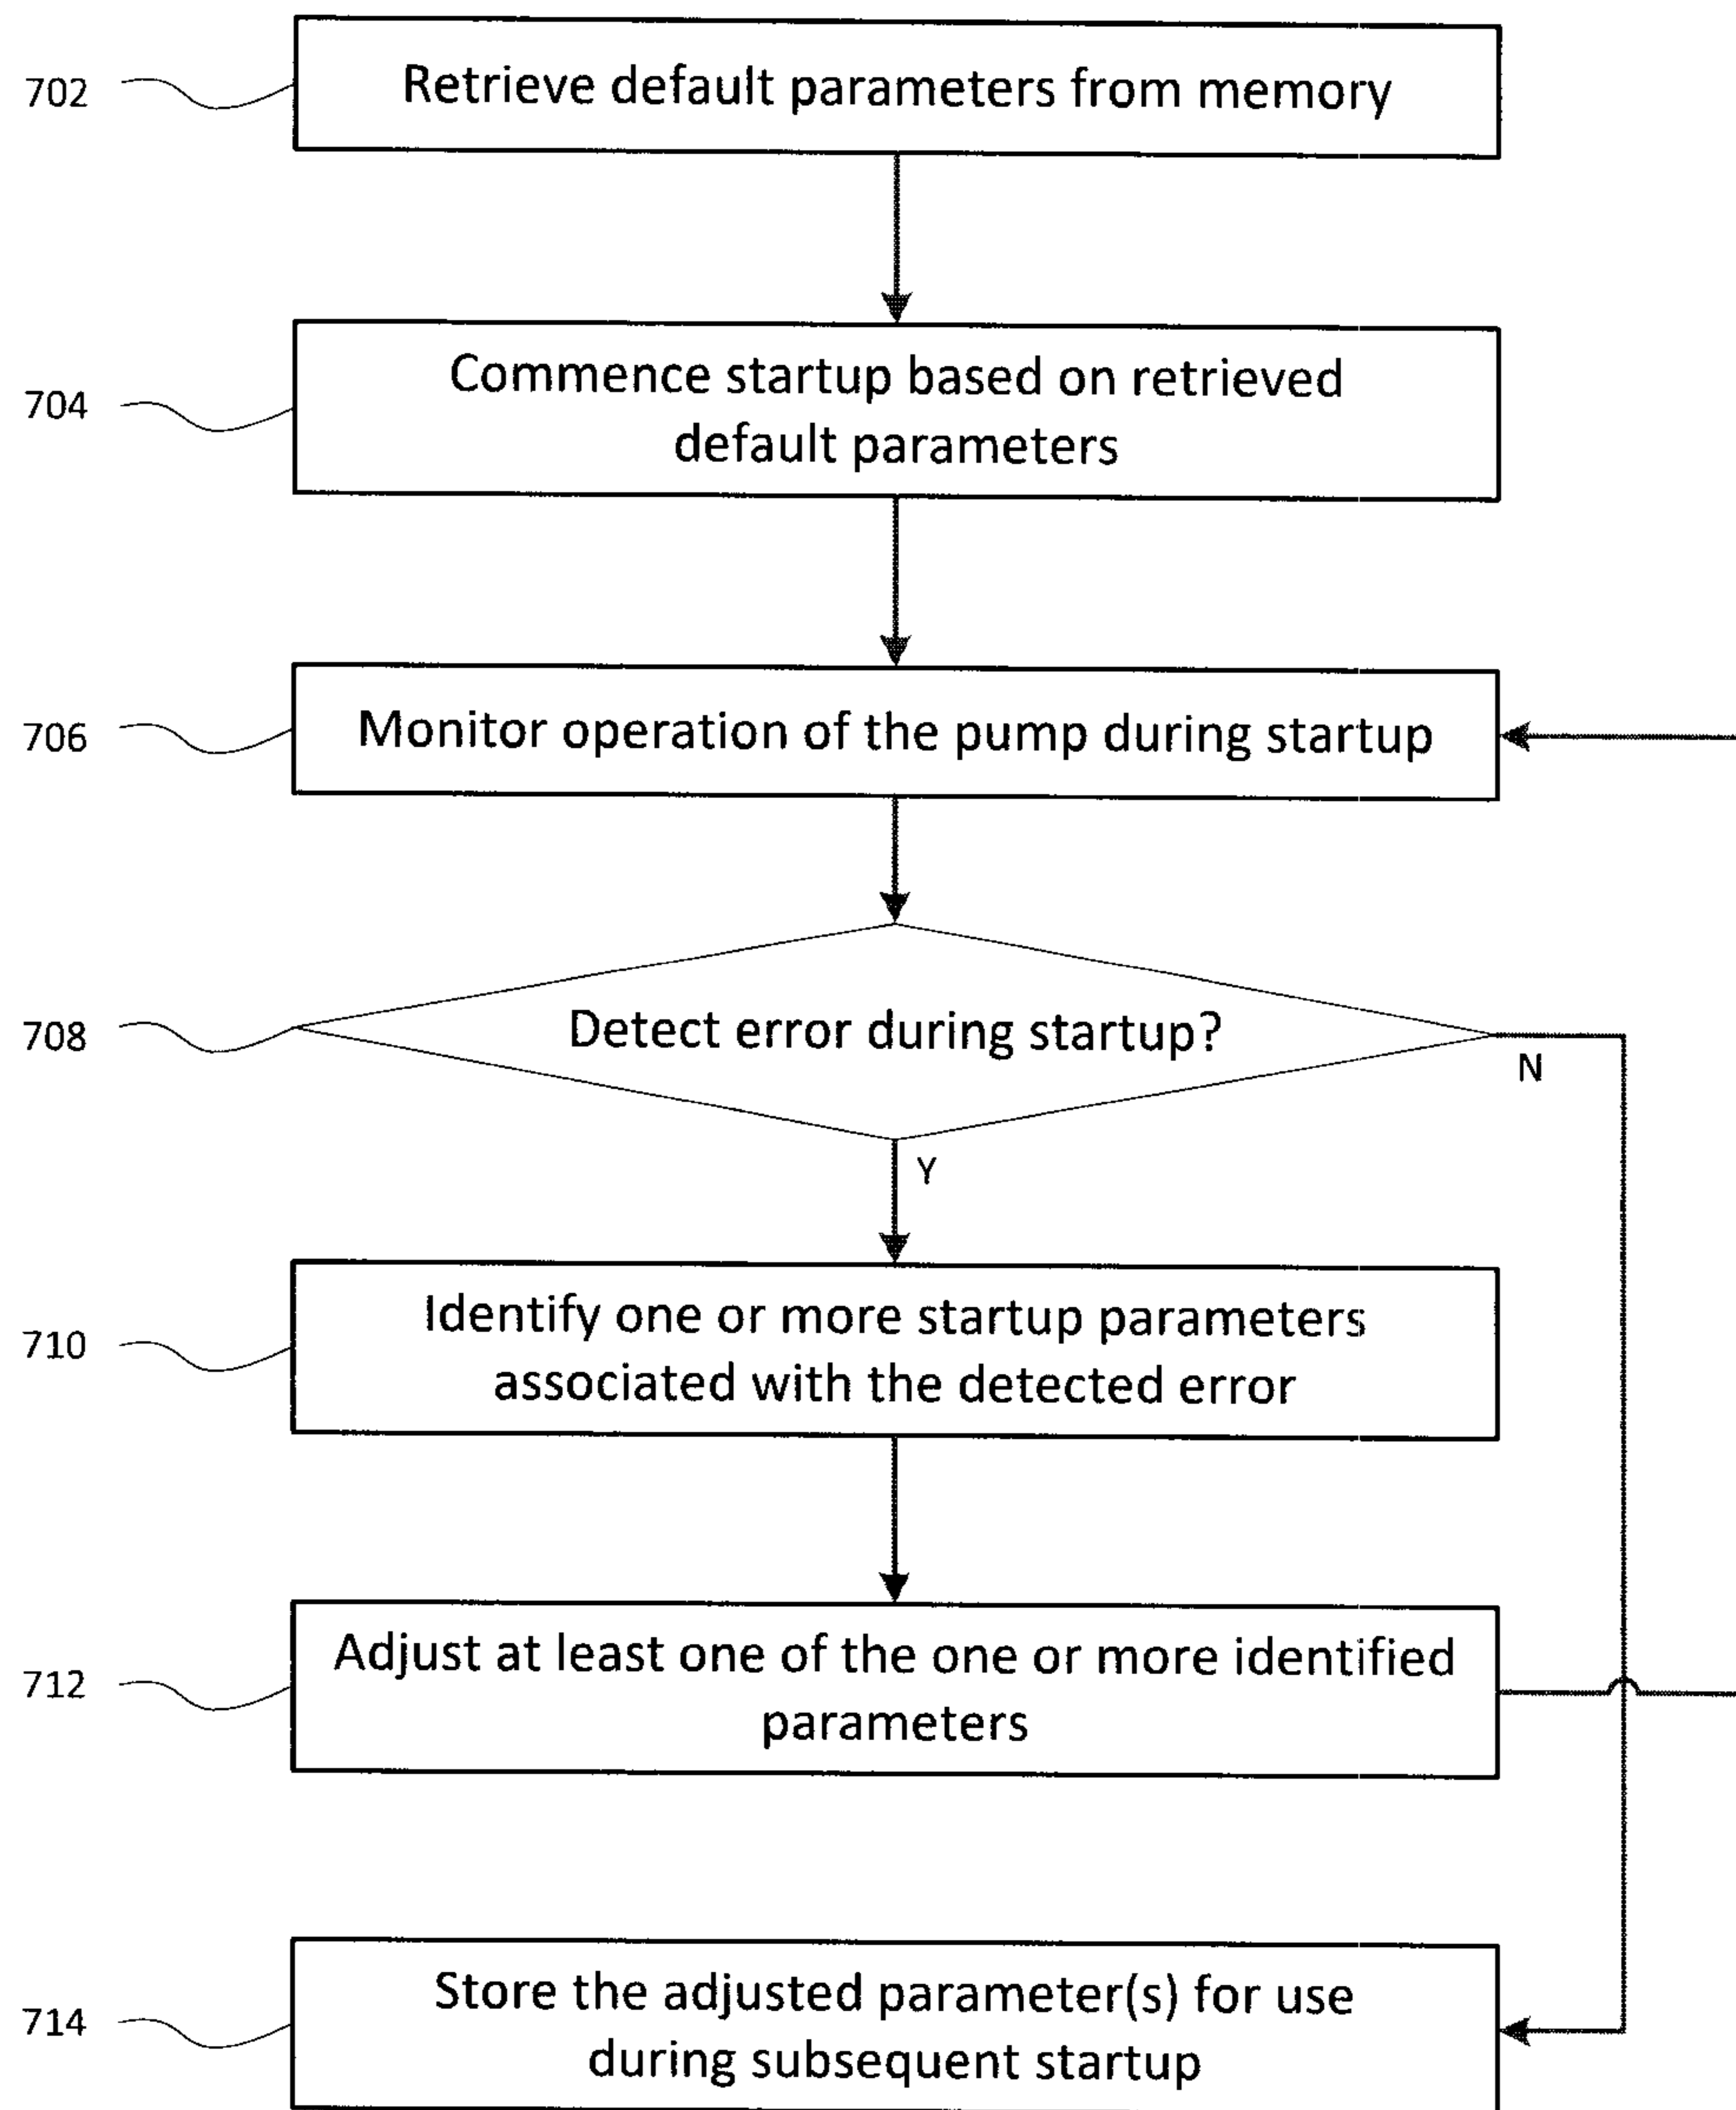 702
Retrieve default parameters from memory
704
Commence startup based on retrieved
default parameters
706
Monitor operation of the pump during startup
708
Detect error during startup?
N
Y
710
Identify one or more startup parameters
associated with the detected error
712
Adjust at least one of the one or more identified
parameters
714
Store the adjusted parameter(s) for use
during subsequent startup